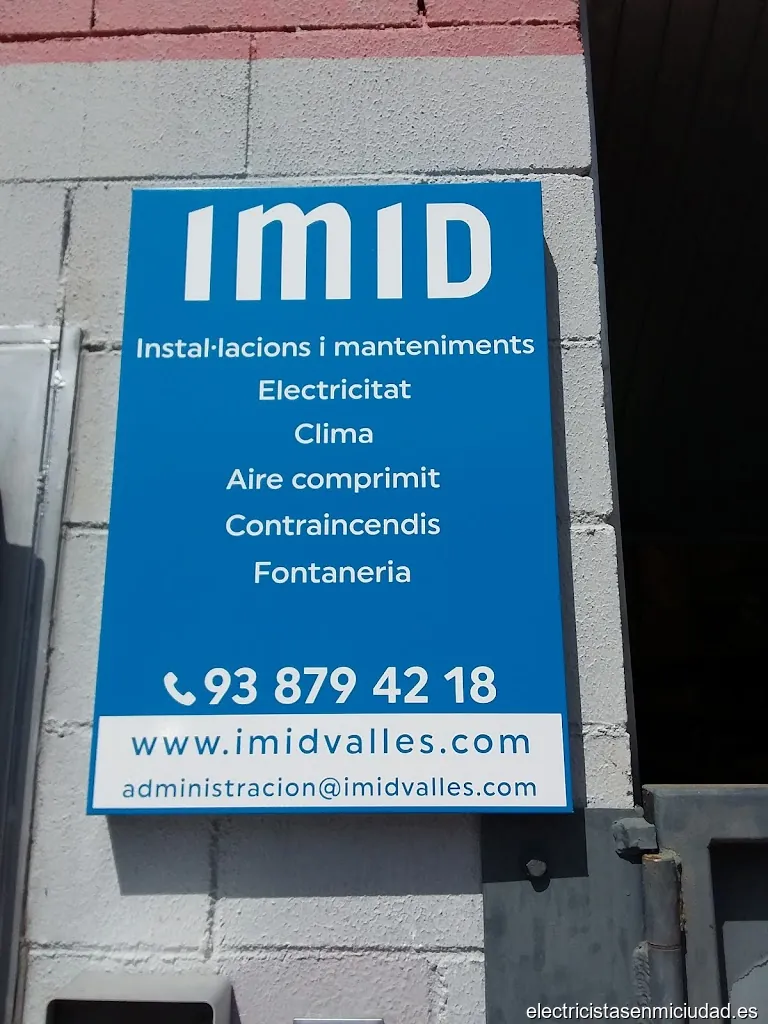 IMID
Instal·lacions i manteniments
Electricitat
Clima
Aire comprimit
Contraincendis
Fontaneria
93 879 42 18
www.imidvalles.com
administracion@imidvalles.com
electricistasenmiciudad.es